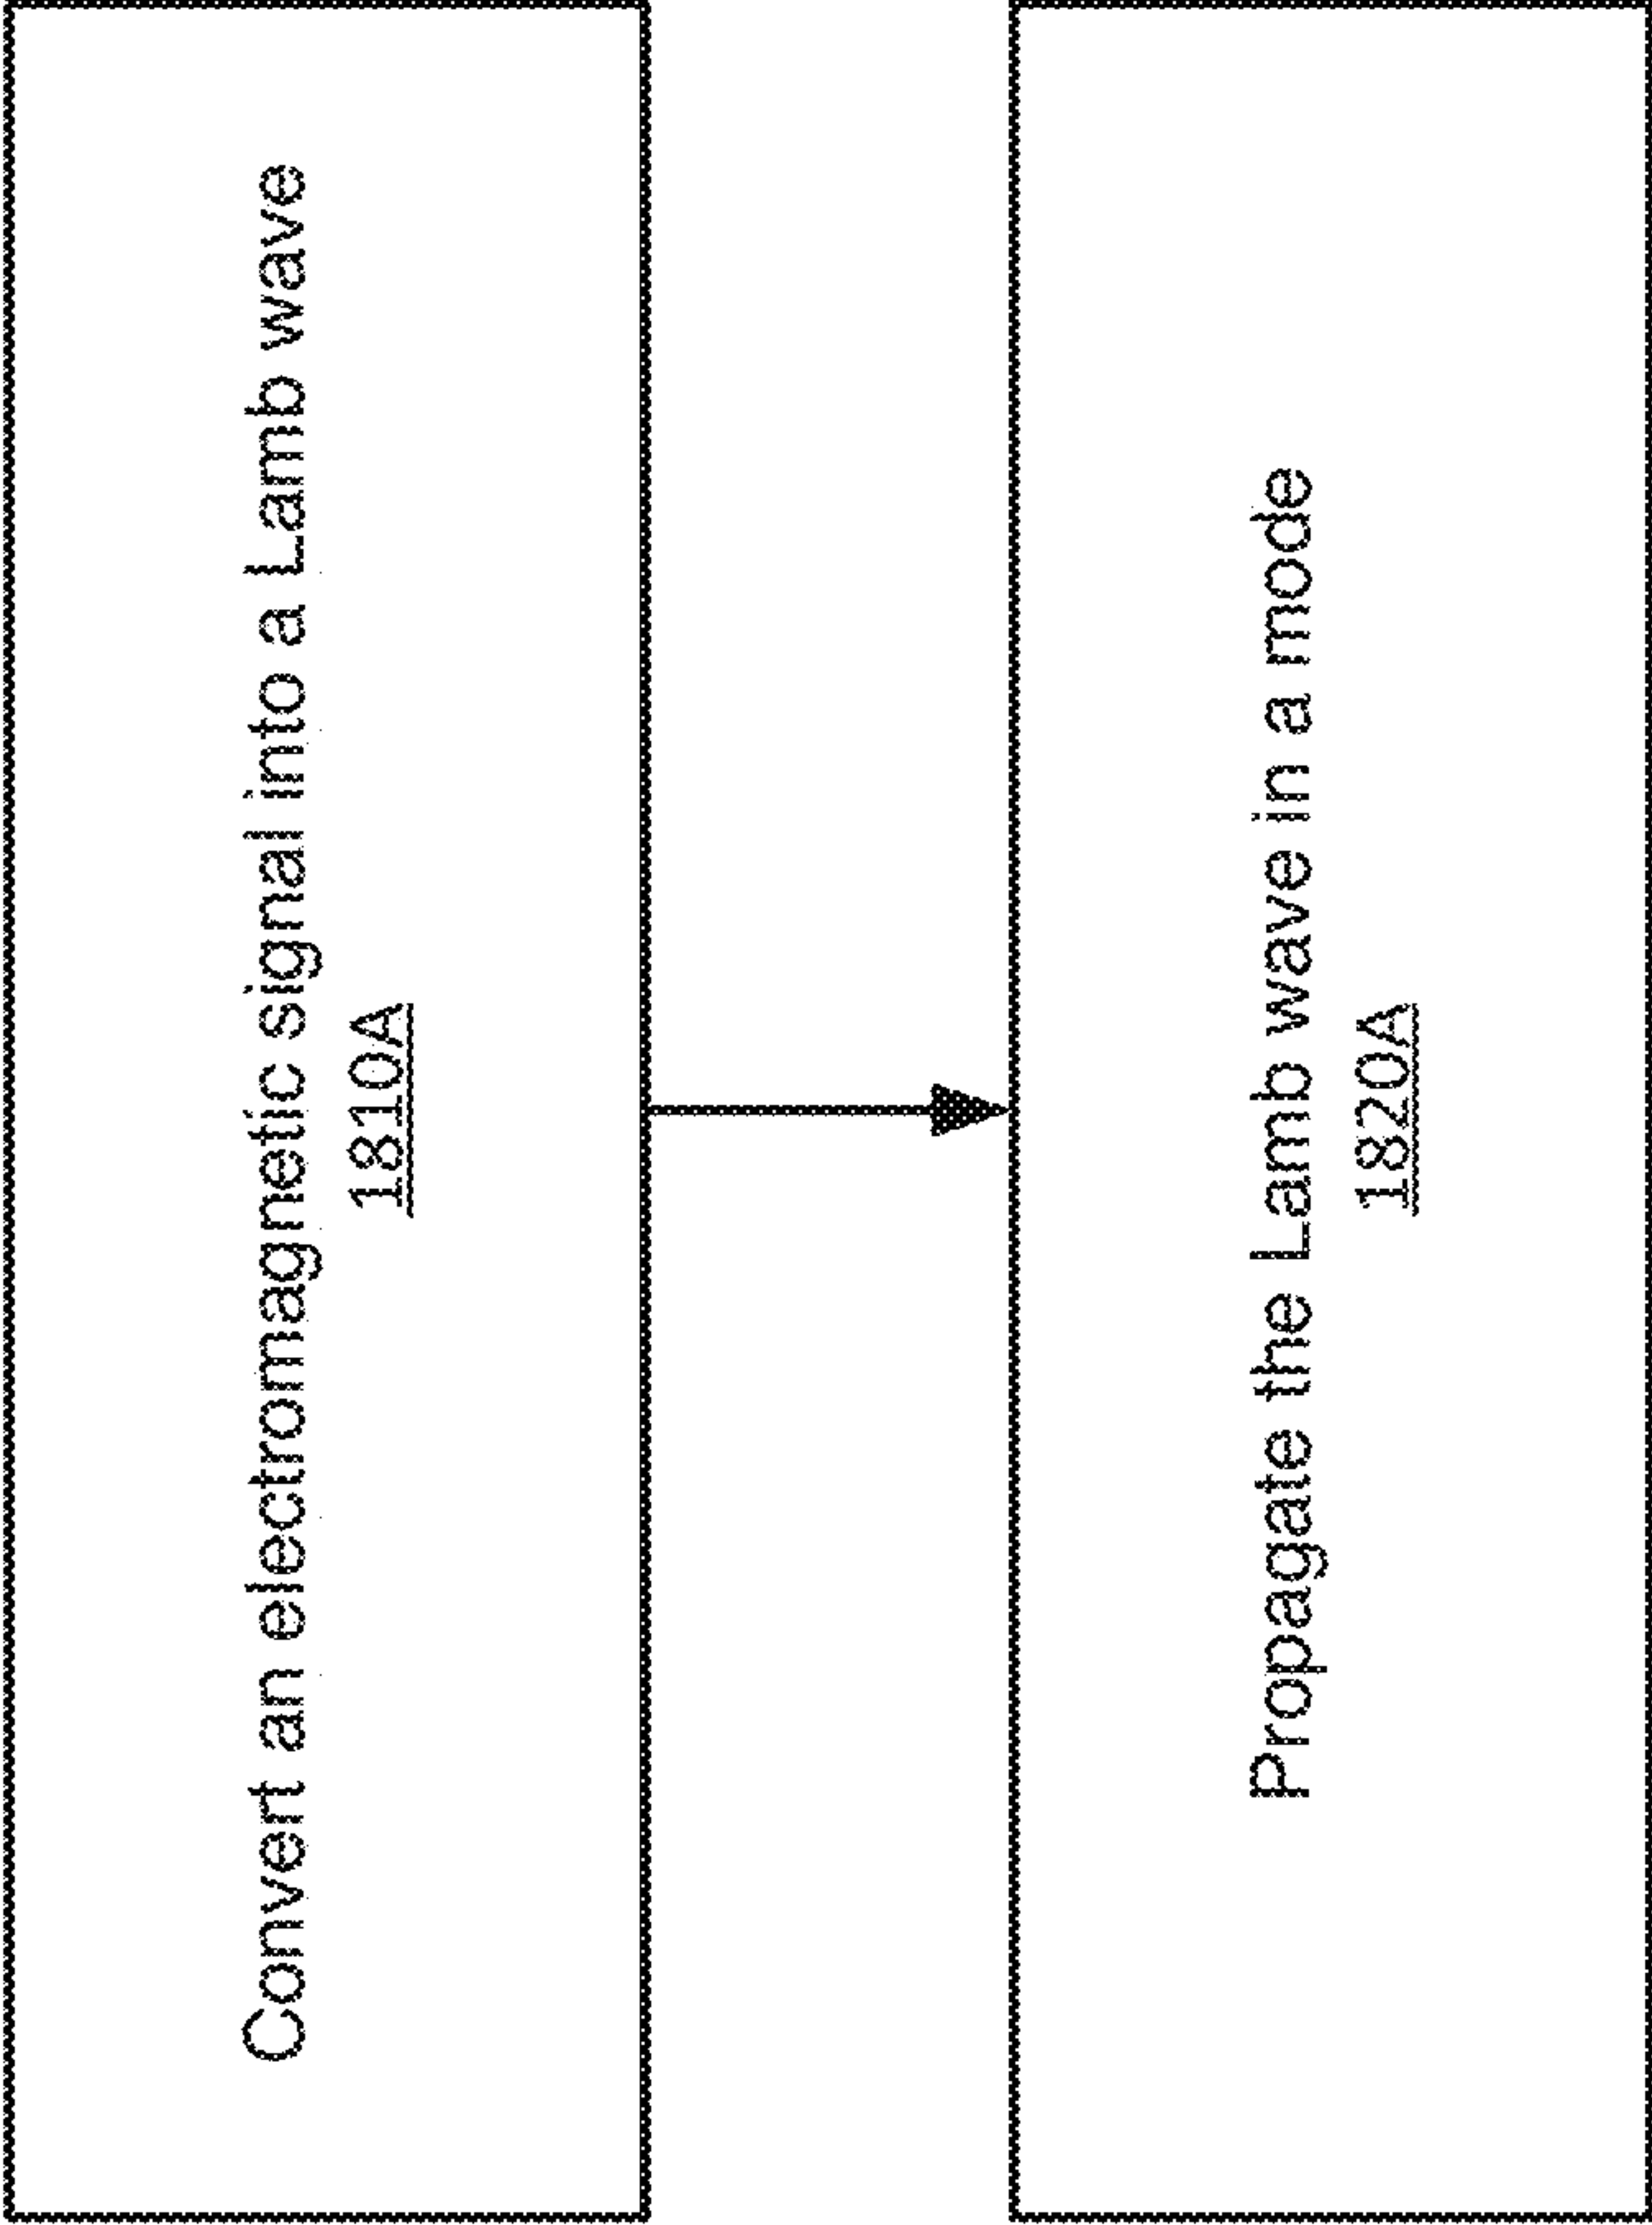 Convert an electromagnetic signal into a Lamb wave
1810A
Propagate the Lamb wave in a mode
1820A